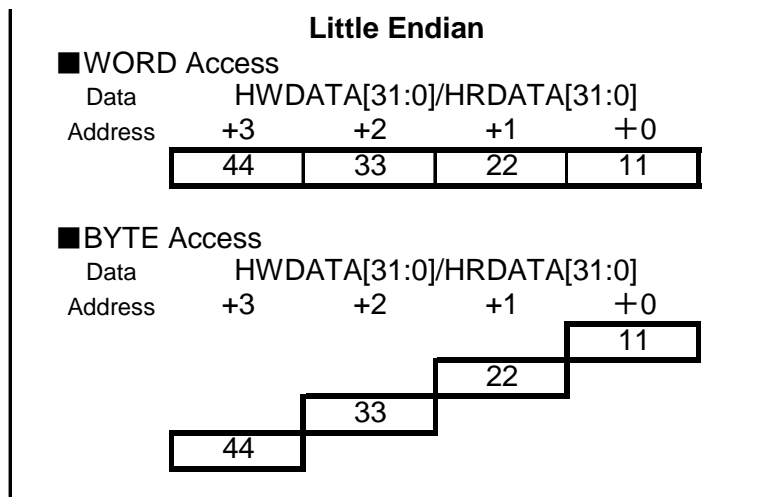 Little Endian
■WORD Access
Data HWDATA[31:0]/HRDATA[31:0]
Address +3 +2 +1 +0
44 33 22 11
■BYTE Access
Data HWDATA[31:0]/HRDATA[31:0]
Address +3 +2 +1 +0
11
22
33
44